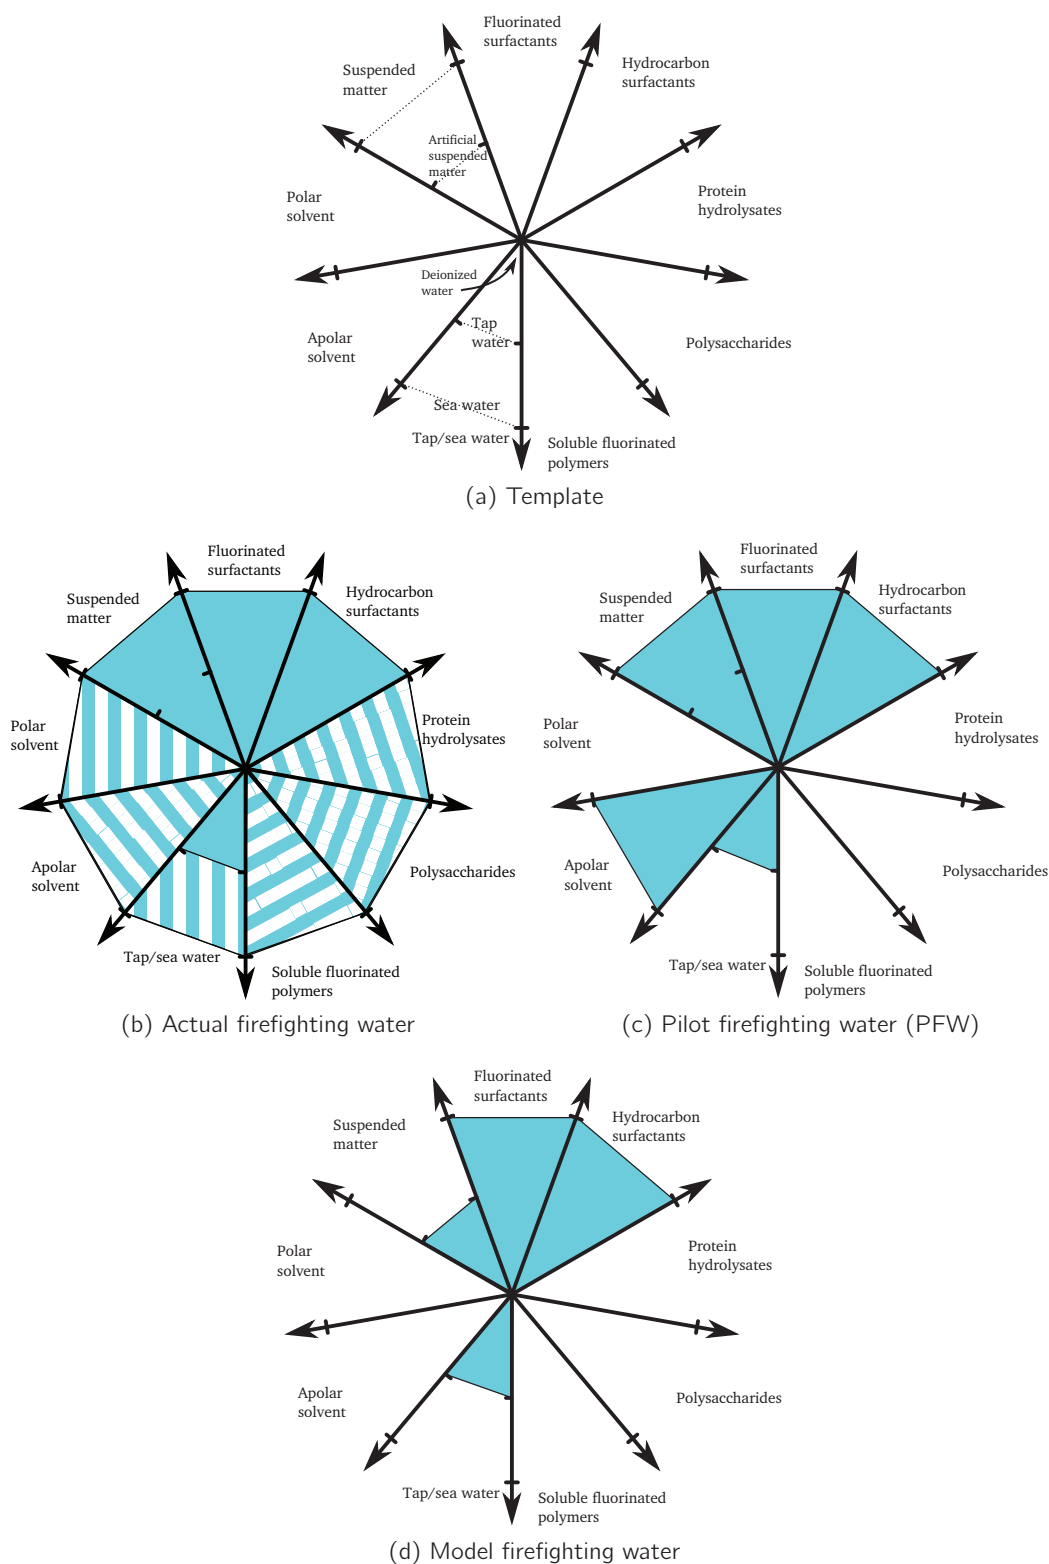 Fluorinated
surfactants
Hydrocarbon
surfactants
Suspended
matter
Artificial
suspended
matter
Polar
solvent
Protein
hydrolysates
Deionized
water
Apolar
solvent
Tap
water
Polysaccharides
Sea water
Tap/sea water
Soluble fluorinated
polymers
(a) Template
Fluorinated
surfactants
Suspended
matter
Hydrocarbon
surfactants
Polar
solvent
Protein
hydrolysates
Apolar
solvent
Polysaccharides
Tap/sea water
Soluble fluorinated
polymers
(b) Actual firefighting water
Fluorinated
surfactants
Suspended
matter
Hydrocarbon
surfactants
Polar
solvent
Protein
hydrolysates
Apolar
solvent
Polysaccharides
Tap/sea water
Soluble fluorinated
polymers
(c) Pilot firefighting water (PFW)
Fluorinated
surfactants
Suspended
matter
Hydrocarbon
surfactants
Polar
solvent
Protein
hydrolysates
Apolar
solvent
Polysaccharides
Tap/sea water
Soluble fluorinated
polymers
(d) Model firefighting water